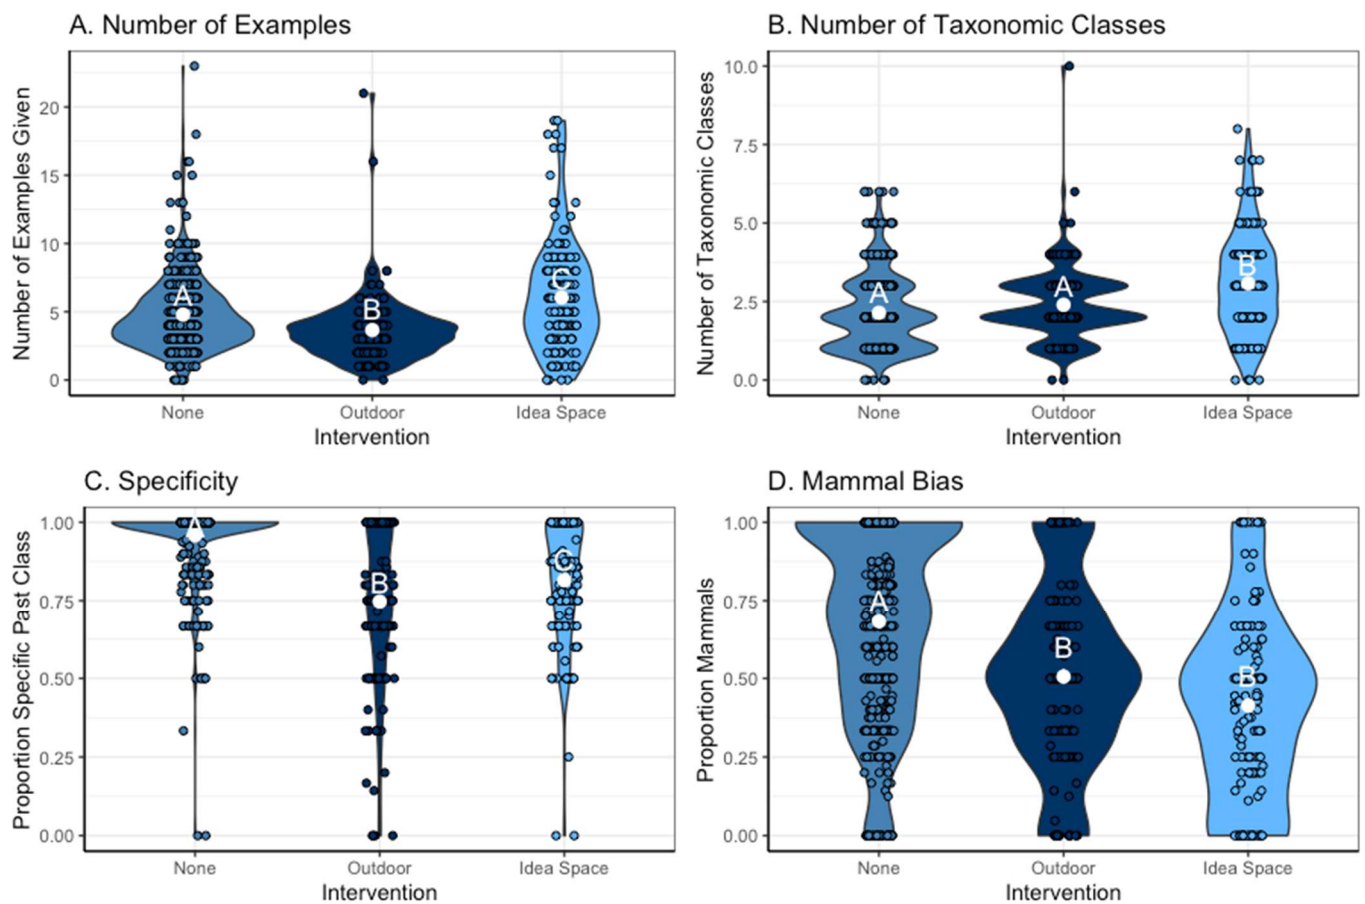 A. Number of Examples
Number of Examples Given
20
15
10
5
0
A
B
C
None
Outdoor
Idea Space
Intervention
B. Number of Taxonomic Classes
Number of Taxonomic Classes
10.0
7.5
5.0
2.5
0.0
A
A
B
None
Outdoor
Idea Space
Intervention
C. Specificity
Proportion Specific Past Class
1.00
0.75
0.50
0.25
0.00
A
B
C
None
Outdoor
Idea Space
Intervention
D. Mammal Bias
Proportion Mammals
1.00
0.75
0.50
0.25
0.00
A
B
B
None
Outdoor
Idea Space
Intervention